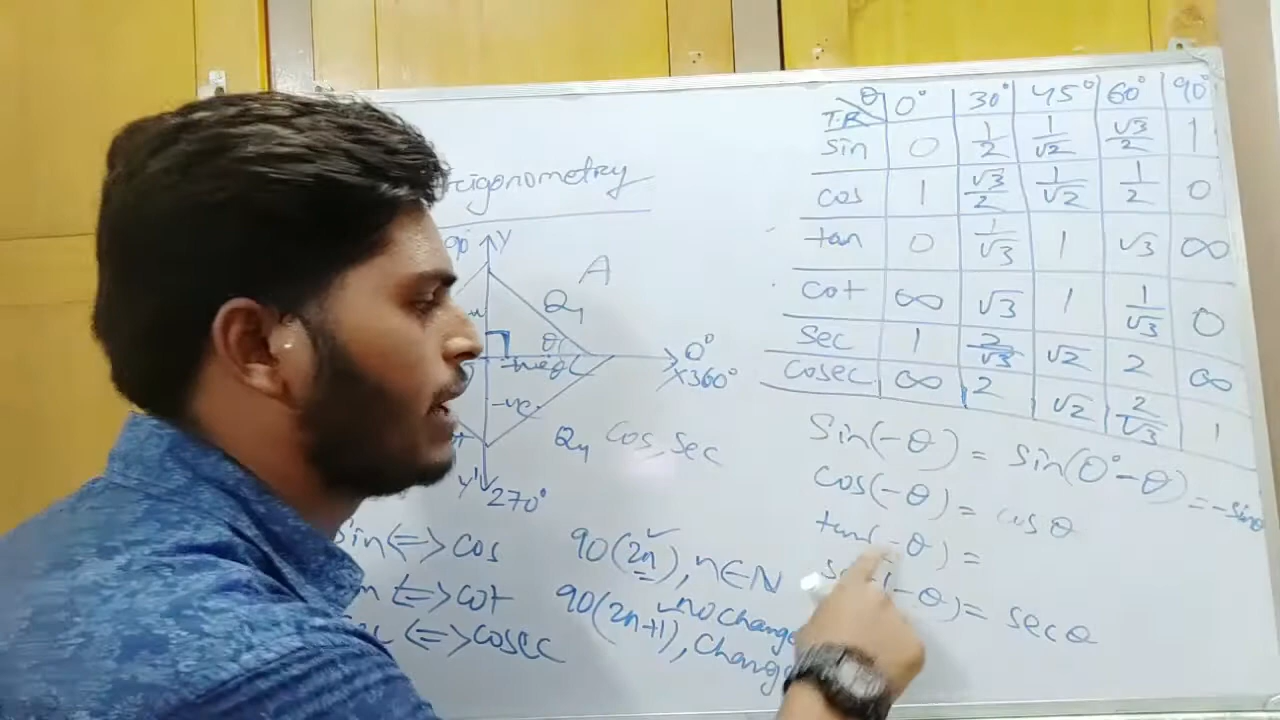 Trigonometry
90° Y
A
Q1
θ
0°
X 360°
-ve
Q4 Cos, Sec
Y' 270°
Sin <=> cos 90(2n), n∈N
<=> cot 90(2n+1), no change
<=> cosec Change
T.R θ 0° 30° 45° 60° 90°
sin 0 1/2 1/√2 √3/2 1
cos 1 √3/2 1/√2 1/2 0
tan 0 1/√3 1 √3 ∞
cot ∞ √3 1 1/√3 0
sec 1 2/√3 √2 2 ∞
cosec ∞ 2 √2 2/√3 1
Sin(-θ) = sin(0°-θ) = -sinθ
cos(-θ) = cos θ
tan(-θ) =
(-θ) = sec θ